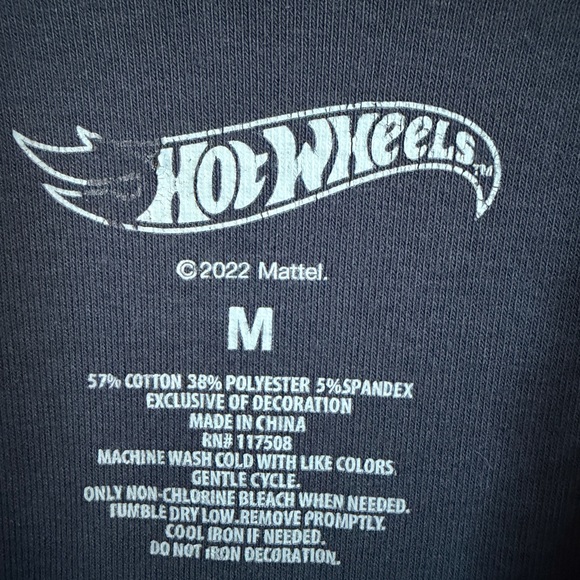 HOT WHEELS™
©2022 Mattel.
M
57% COTTON 38% POLYESTER 5%SPANDEX
EXCLUSIVE OF DECORATION
MADE IN CHINA
RN# 117508
MACHINE WASH COLD WITH LIKE COLORS,
GENTLE CYCLE.
ONLY NON-CHLORINE BLEACH WHEN NEEDED.
TUMBLE DRY LOW.REMOVE PROMPTLY.
COOL IRON IF NEEDED.
DO NOT IRON DECORATION.